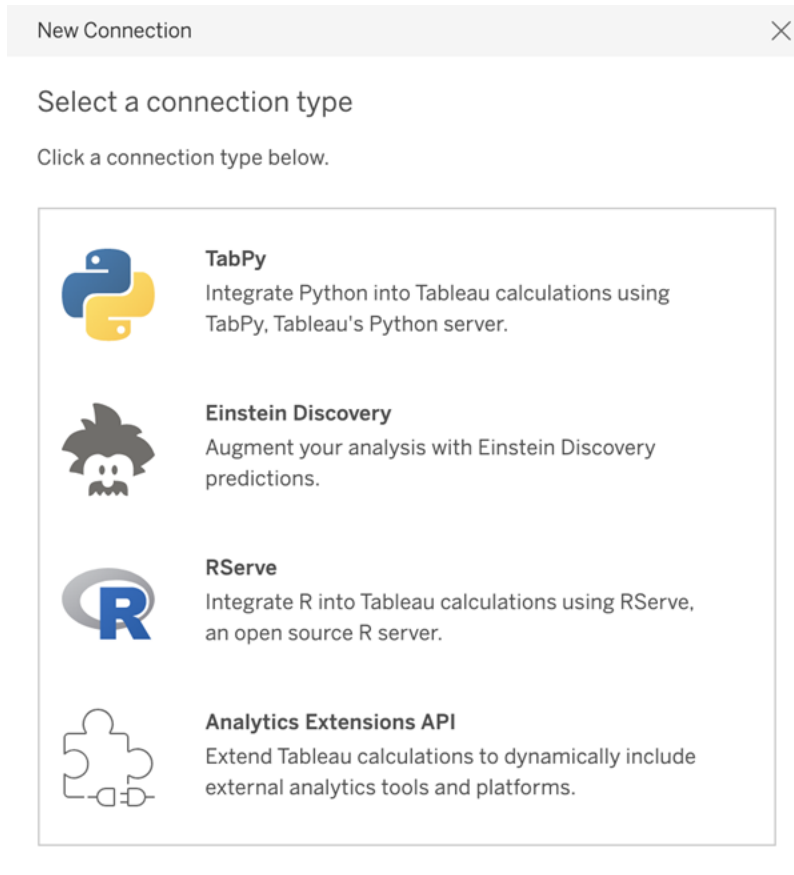 New Connection
Select a connection type
Click a connection type below.
TabPy
Integrate Python into Tableau calculations using
TabPy, Tableau's Python server.
Einstein Discovery
Augment your analysis with Einstein Discovery
predictions.
R
RServe
Integrate R into Tableau calculations using RServe,
an open source R server.
Analytics Extensions API
Extend Tableau calculations to dynamically include
external analytics tools and platforms.